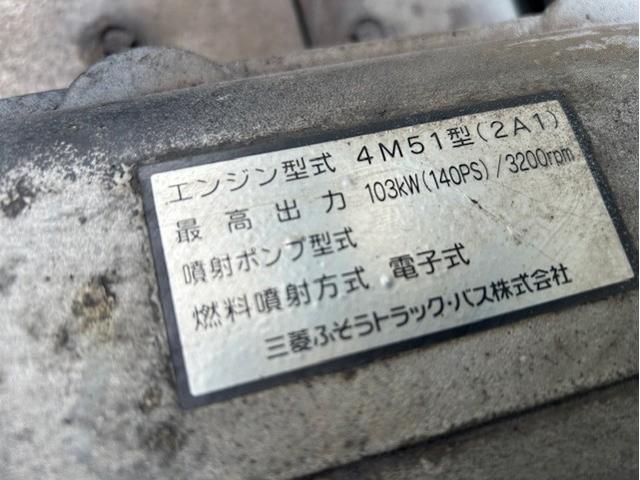 エンジン型式 4M51型(2A1)
最高出力 103kW(140PS)/3200rpm
噴射ポンプ型式
燃料噴射方式 電子式
三菱ふそうトラック・バス株式会社